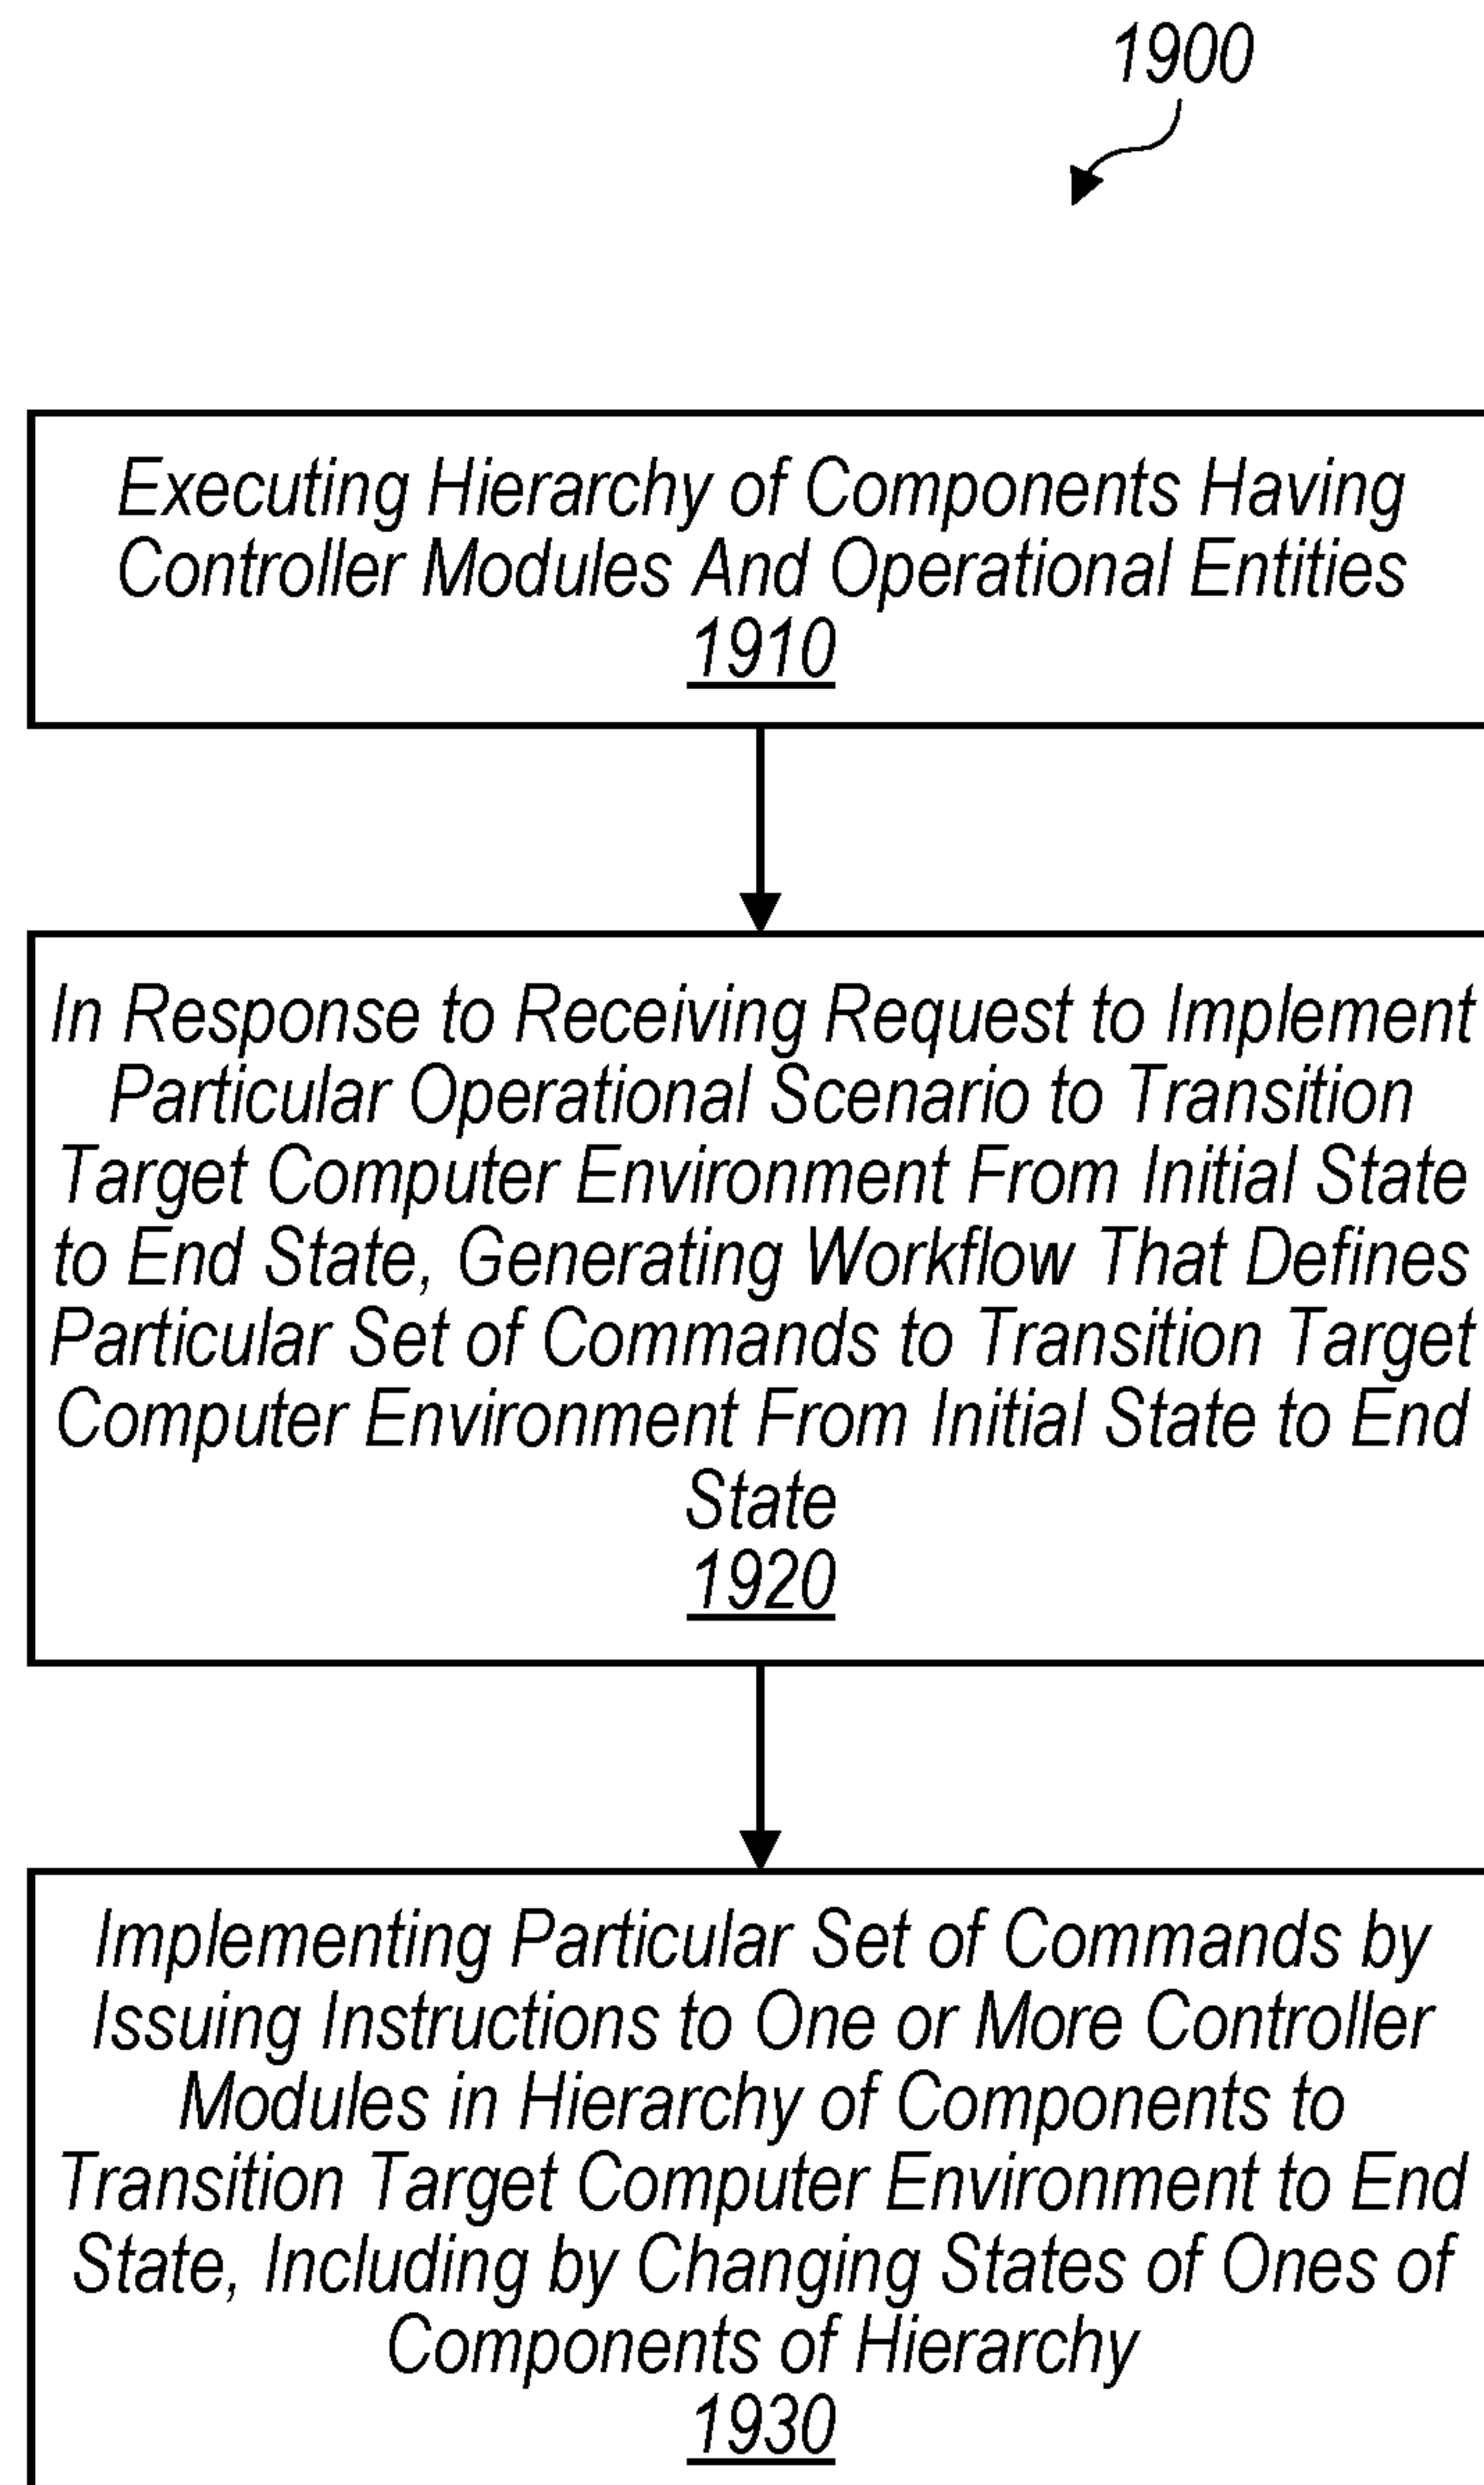 1900
Executing Hierarchy of Components Having
Controller Modules And Operational Entities
1910
In Response to Receiving Request to Implement
Particular Operational Scenario to Transition
Target Computer Environment From Initial State
to End State, Generating Workflow That Defines
Particular Set of Commands to Transition Target
Computer Environment From Initial State to End
State
1920
Implementing Particular Set of Commands by
Issuing Instructions to One or More Controller
Modules in Hierarchy of Components to
Transition Target Computer Environment to End
State, Including by Changing States of Ones of
Components of Hierarchy
1930